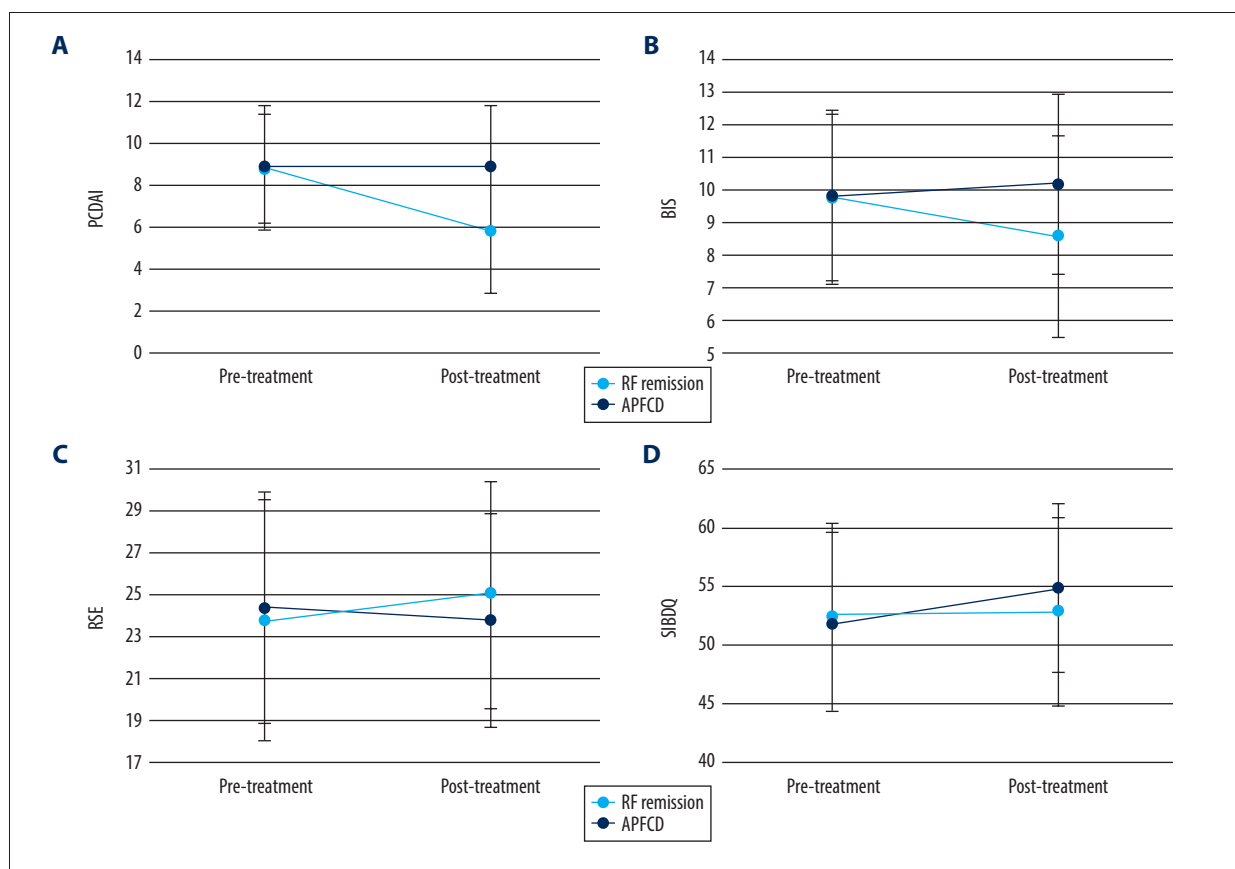 A
14
12
10
8
6
4
2
0
PCDAI
Pre-treatment
Post-treatment
B
14
13
12
11
10
9
8
7
6
5
BIS
Pre-treatment
Post-treatment
RF remission
APFCD
C
31
29
27
25
23
21
19
17
RSE
Pre-treatment
Post-treatment
D
65
60
55
50
45
40
SIBDQ
Pre-treatment
Post-treatment
RF remission
APFCD